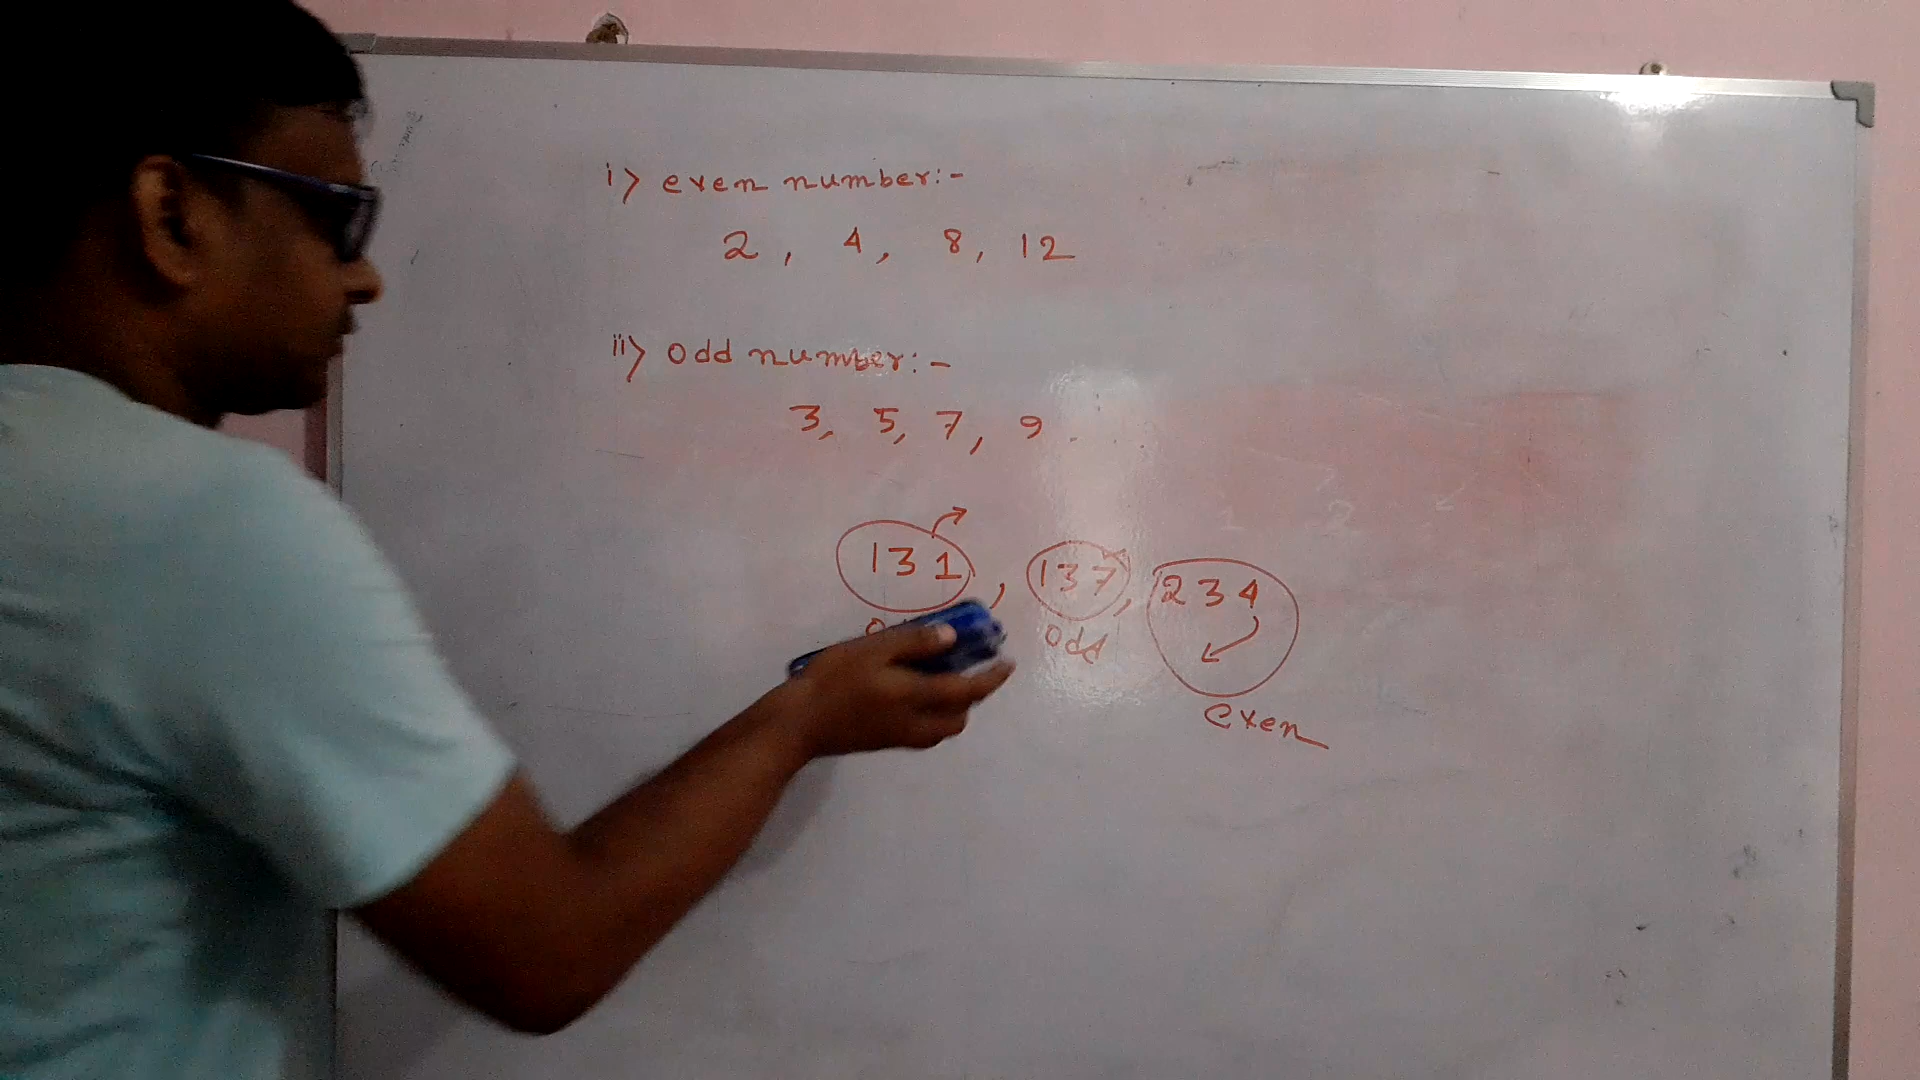 i> even number:-
2, 4, 8, 12
ii> odd number:-
3, 5, 7, 9 . . . .
131, 137, 234
odd
even